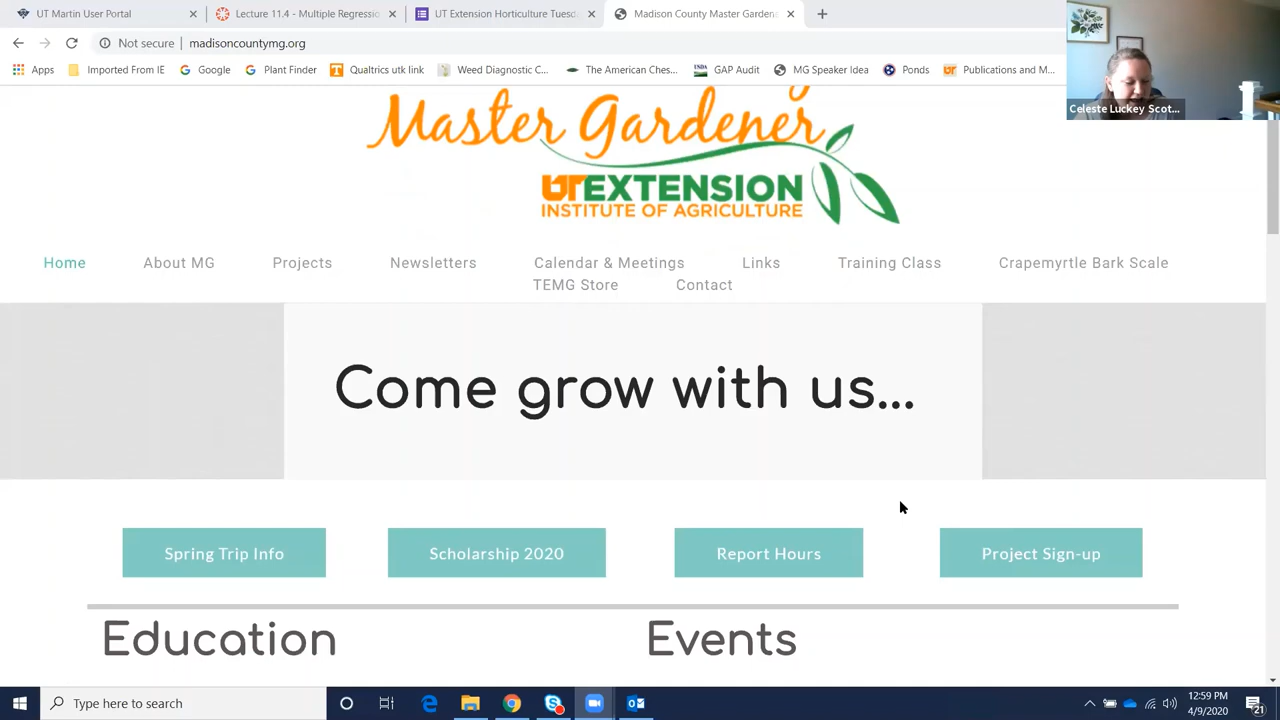 UT Martin User Portal
Lecture 11.4 - Multiple Regressio
UT Extension Horticulture Tuesda
Madison County Master Gardene
Not secure
madisoncountymg.org
Apps
Imported From IE
Google
Plant Finder
Qualtrics utk link
Weed Diagnostic C...
The American Ches...
GAP Audit
MG Speaker Idea
Ponds
Publications and M...
Celeste Luckey Scot...
Master Gardener
UT EXTENSION
INSTITUTE OF AGRICULTURE
Home
About MG
Projects
Newsletters
Calendar & Meetings
Links
Training Class
Crapemyrtle Bark Scale
TEMG Store
Contact
Come grow with us...
Spring Trip Info
Scholarship 2020
Report Hours
Project Sign-up
Education
Events
Type here to search
12:59 PM
4/9/2020
21